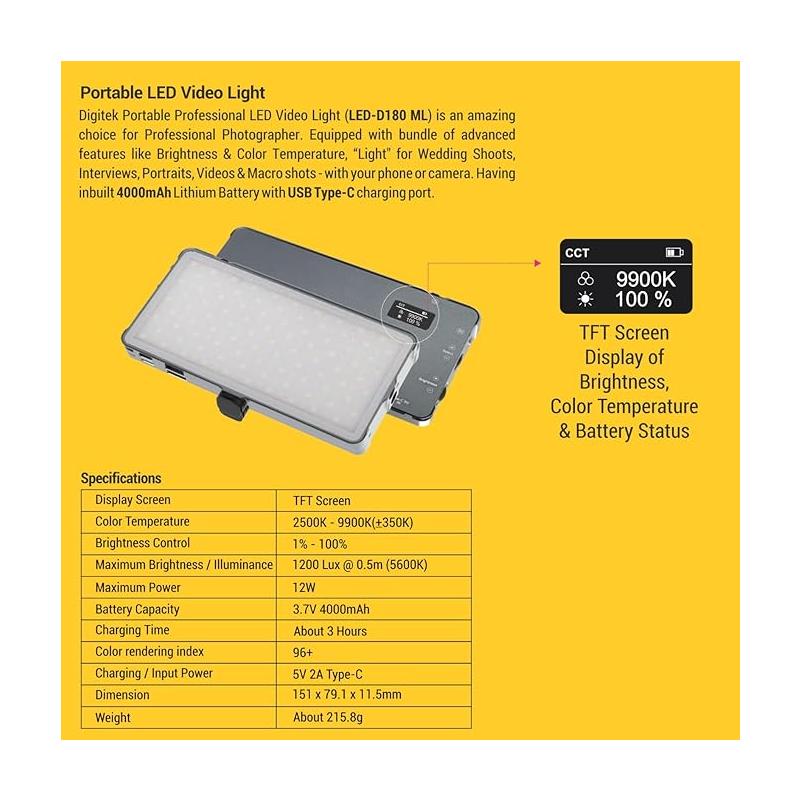 Portable LED Video Light
Digitek Portable Professional LED Video Light (LED-D180 ML) is an amazing
choice for Professional Photographer. Equipped with bundle of advanced
features like Brightness & Color Temperature, “Light" for Wedding Shoots,
Interviews, Portraits, Videos & Macro shots - with your phone or camera. Having
inbuilt 4000mAh Lithium Battery with USB Type-C charging port.
CCT
9900K
100 %
CCT
9900K
100 %
Select
Brightness
TFT Screen
Display of
Brightness,
Color Temperature
& Battery Status
Specifications
Display Screen TFT Screen
Color Temperature 2500K - 9900K(±350K)
Brightness Control 1% - 100%
Maximum Brightness / Illuminance 1200 Lux @ 0.5m (5600K)
Maximum Power 12W
Battery Capacity 3.7V 4000mAh
Charging Time About 3 Hours
Color rendering index 96+
Charging / Input Power 5V 2A Type-C
Dimension 151 x 79.1 x 11.5mm
Weight About 215.8g